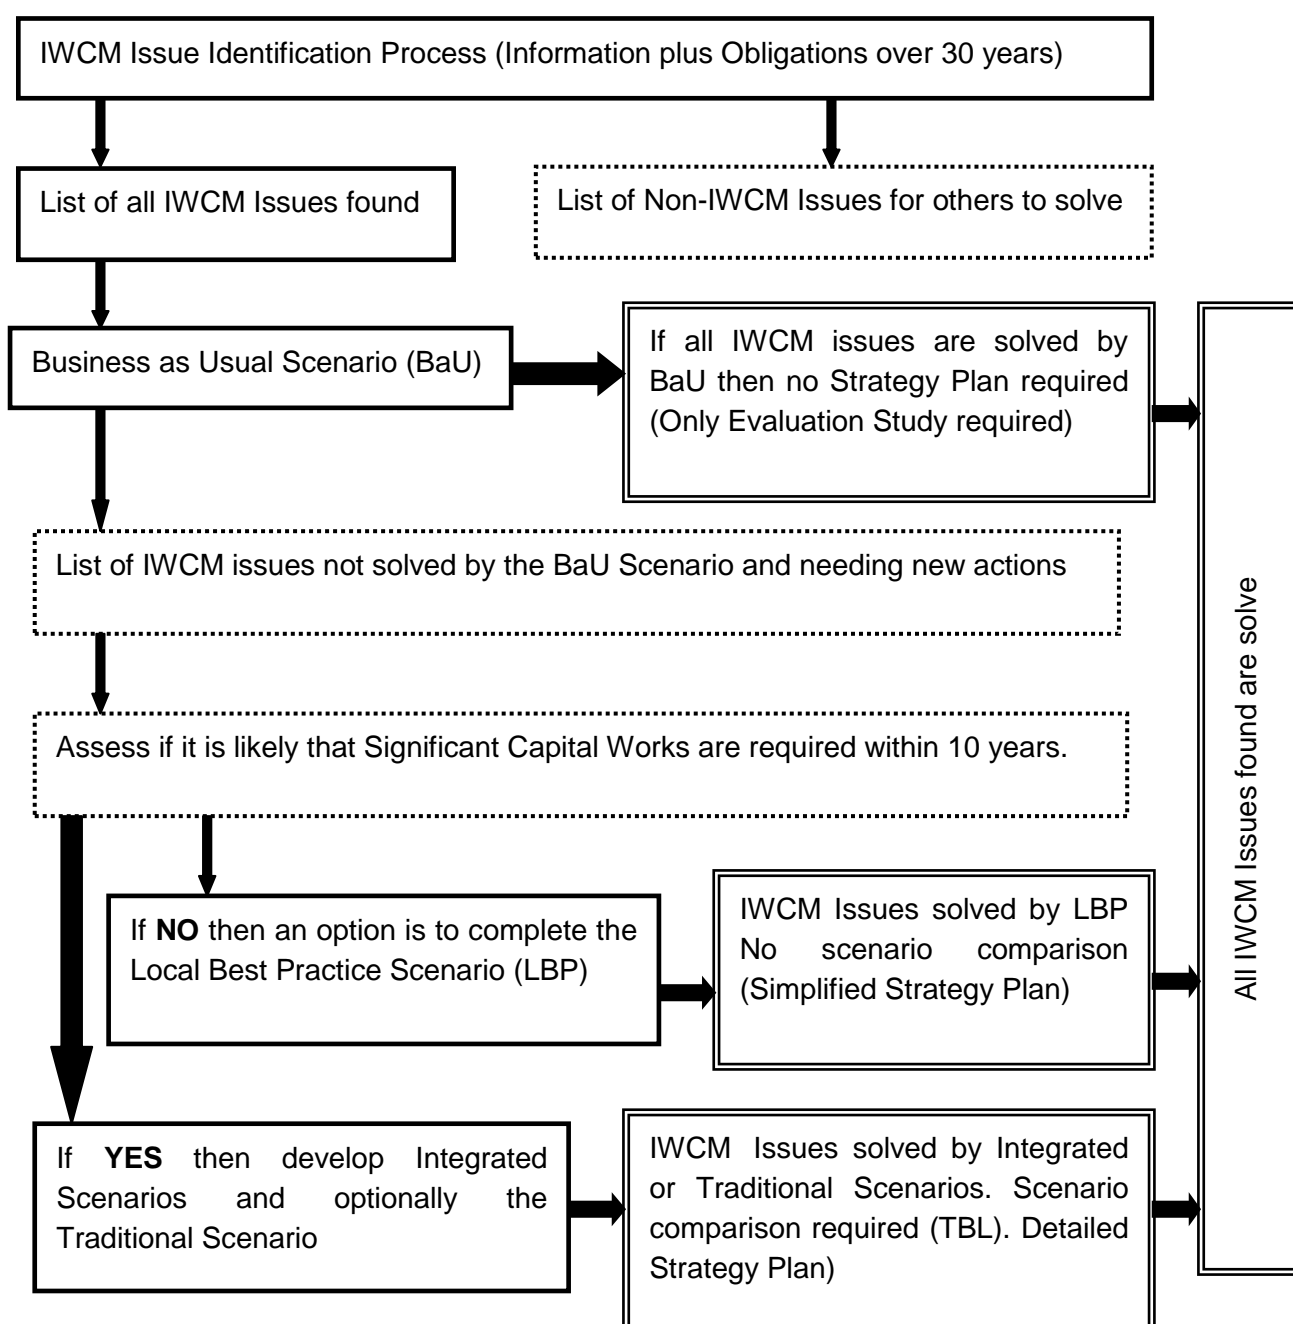 IWCM Issue Identification Process (Information plus Obligations over 30 years)
List of all IWCM Issues found
List of Non-IWCM Issues for others to solve
Business as Usual Scenario (BaU)
If all IWCM issues are solved by
BaU then no Strategy Plan required
(Only Evaluation Study required)
List of IWCM issues not solved by the BaU Scenario and needing new actions
Assess if it is likely that Significant Capital Works are required within 10 years.
If NO then an option is to complete the
Local Best Practice Scenario (LBP)
IWCM Issues solved by LBP
No scenario comparison
(Simplified Strategy Plan)
If YES then develop Integrated
Scenarios and optionally the
Traditional Scenario
IWCM Issues solved by Integrated
or Traditional Scenarios. Scenario
comparison required (TBL). Detailed
Strategy Plan)
All IWCM Issues found are solve